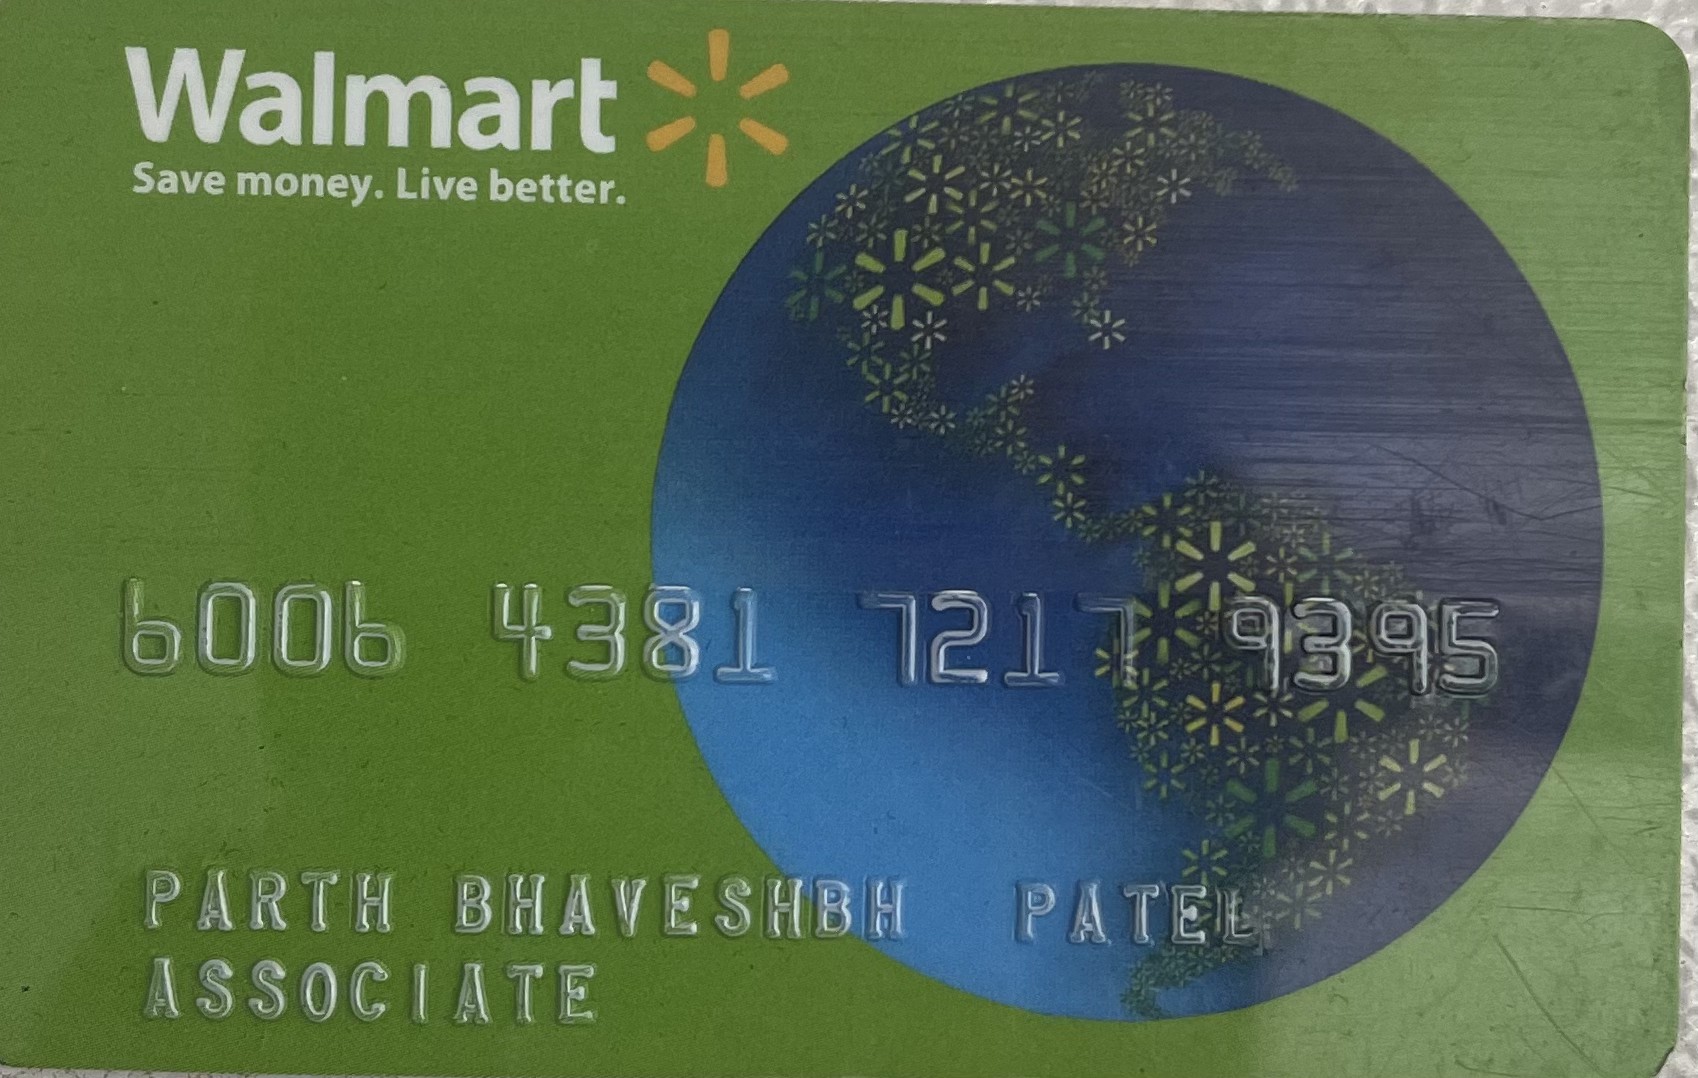 Walmart
Save money. Live better.
6006 4381 7217 9395
PARTH BHAVESHBH PATEL
ASSOCIATE